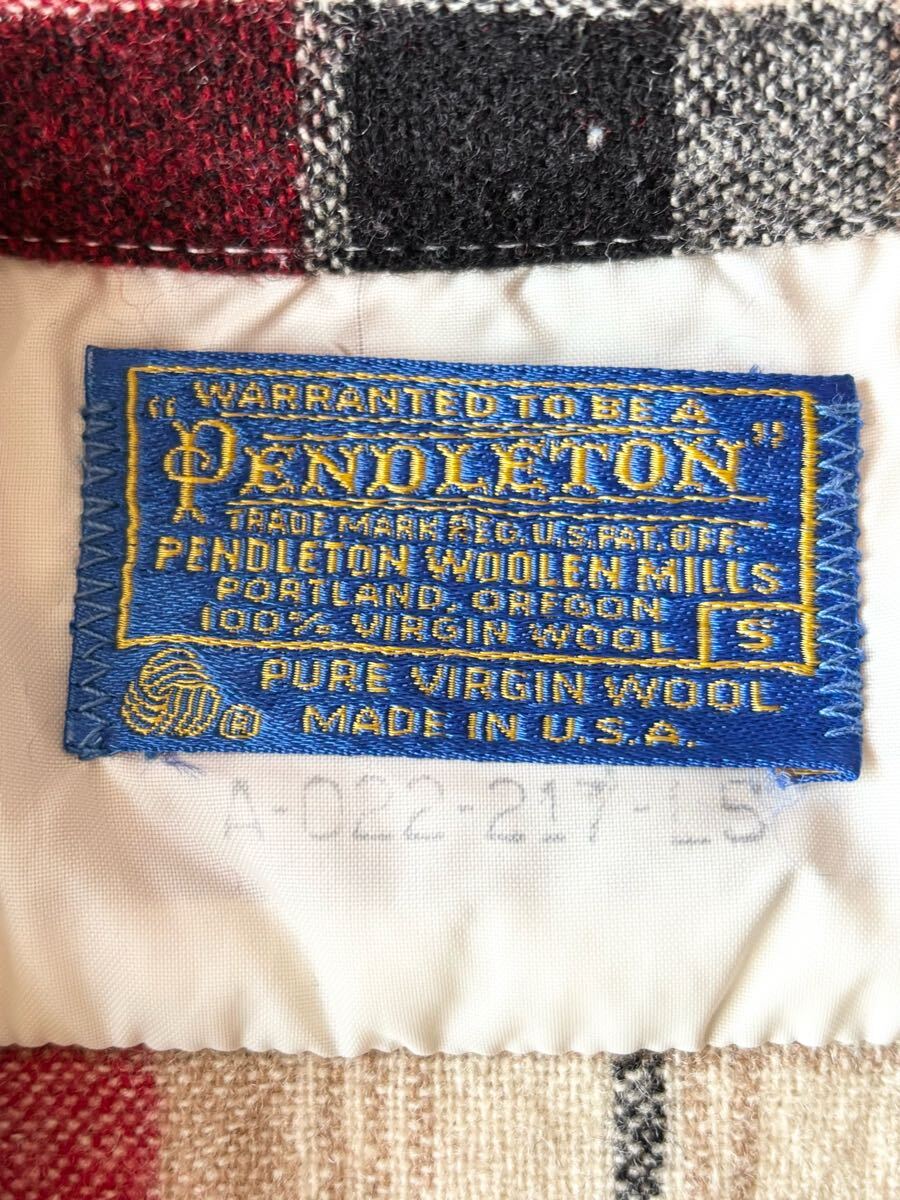 WARRANTED TO BE A
"PENDLETON"
TRADE MARK REG. U.S. PAT. OFF.
PENDLETON WOOLEN MILLS
PORTLAND, OREGON
100% VIRGIN WOOL S
PURE VIRGIN WOOL
® MADE IN U.S.A.
A-022-217-LS